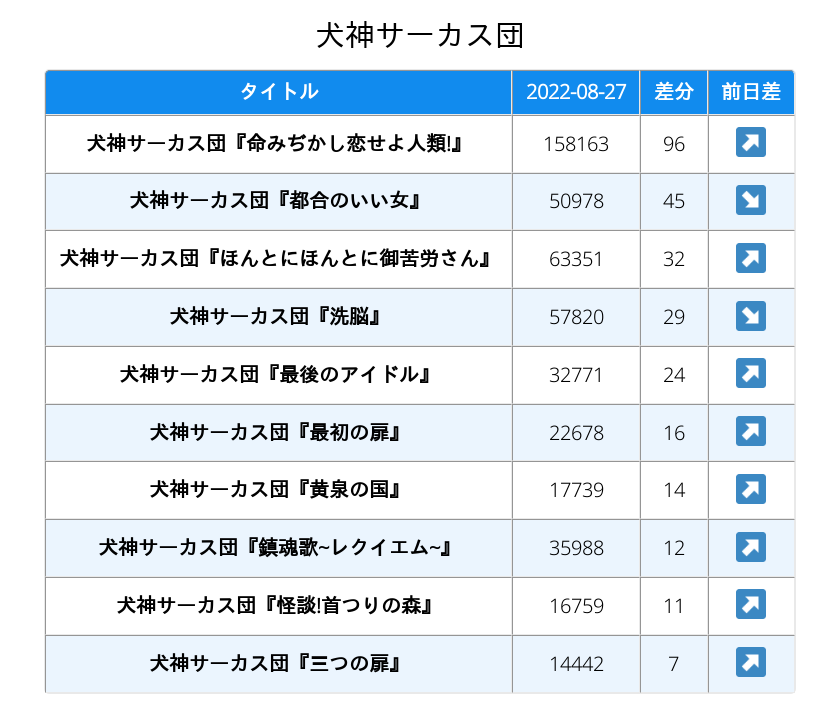 犬神サーカス団
タイトル 2022-08-27 差分 前日差
犬神サーカス団『命みぢかし恋せよ人類!』 158163 96 ↗
犬神サーカス団『都合のいい女』 50978 45 ↘
犬神サーカス団『ほんとにほんとに御苦労さん』 63351 32 ↗
犬神サーカス団『洗脳』 57820 29 ↘
犬神サーカス団『最後のアイドル』 32771 24 ↗
犬神サーカス団『最初の扉』 22678 16 ↗
犬神サーカス団『黄泉の国』 17739 14 ↗
犬神サーカス団『鎮魂歌~レクイエム~』 35988 12 ↗
犬神サーカス団『怪談!首つりの森』 16759 11 ↗
犬神サーカス団『三つの扉』 14442 7 ↗